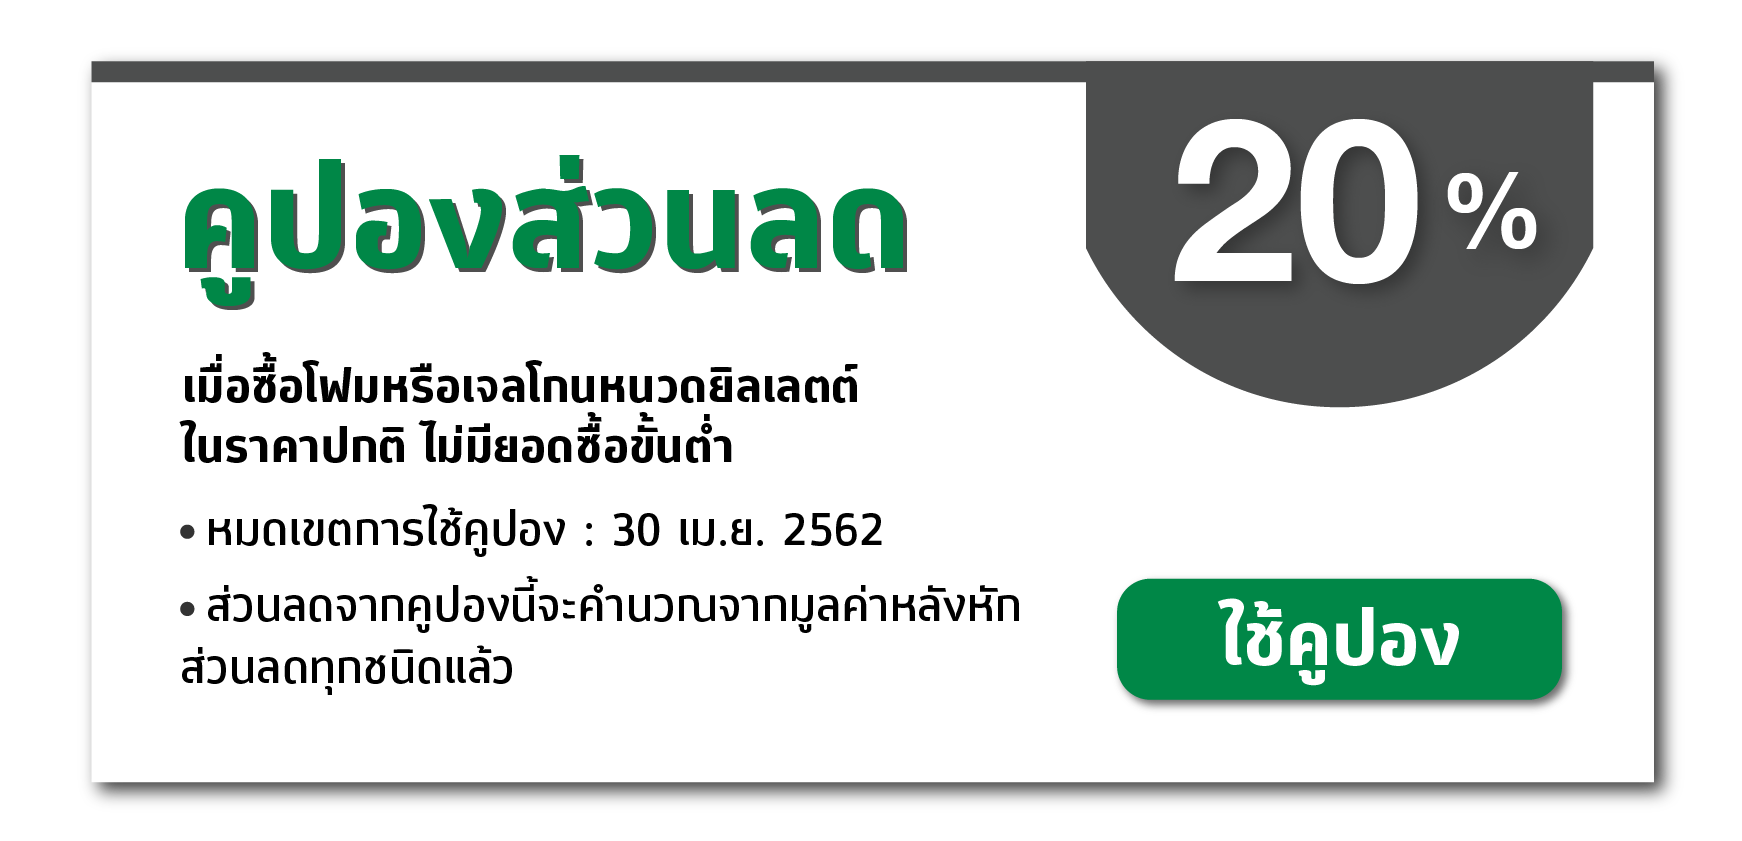 20 %
คูปองส่วนลด
เมื่อซื้อโฟมหรือเจลโกนหนวดยิลเลตต์
ในราคาปกติ ไม่มียอดซื้อขั้นต่ำ
• หมดเขตการใช้คูปอง : 30 เม.ย. 2562
• ส่วนลดจากคูปองนี้จะคำนวณจากมูลค่าหลังหัก
ส่วนลดทุกชนิดแล้ว
ใช้คูปอง